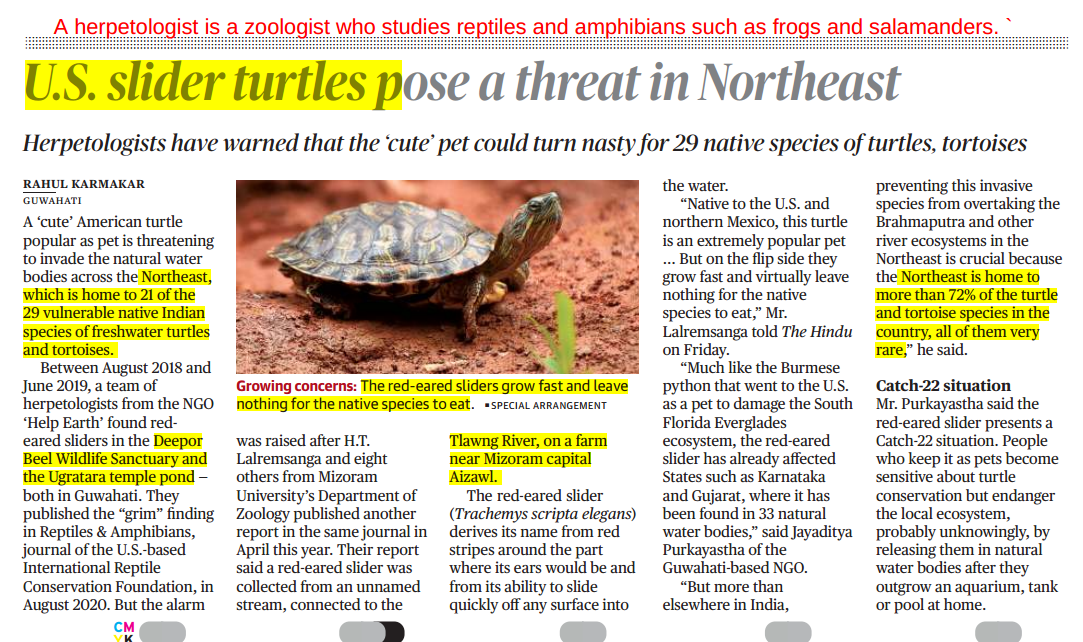 A herpetologist is a zoologist who studies reptiles and amphibians such as frogs and salamanders. `
U.S. slider turtles pose a threat in Northeast
Herpetologists have warned that the ‘cute’ pet could turn nasty for 29 native species of turtles, tortoises
RAHUL KARMAKAR
GUWAHATI
A ‘cute’ American turtle
popular as pet is threatening
to invade the natural water
bodies across the Northeast,
which is home to 21 of the
29 vulnerable native Indian
species of freshwater turtles
and tortoises.
Between August 2018 and
June 2019, a team of
herpetologists from the NGO
‘Help Earth’ found red-
eared sliders in the Deepor
Beel Wildlife Sanctuary and
the Ugratara temple pond –
both in Guwahati. They
published the “grim” finding
in Reptiles & Amphibians,
journal of the U.S.-based
International Reptile
Conservation Foundation, in
August 2020. But the alarm
Growing concerns: The red-eared sliders grow fast and leave
nothing for the native species to eat. ▪ SPECIAL ARRANGEMENT
was raised after H.T.
Lalremsanga and eight
others from Mizoram
University’s Department of
Zoology published another
report in the same journal in
April this year. Their report
said a red-eared slider was
collected from an unnamed
stream, connected to the
Tlawng River, on a farm
near Mizoram capital
Aizawl.
The red-eared slider
(Trachemys scripta elegans)
derives its name from red
stripes around the part
where its ears would be and
from its ability to slide
quickly off any surface into
the water.
“Native to the U.S. and
northern Mexico, this turtle
is an extremely popular pet
... But on the flip side they
grow fast and virtually leave
nothing for the native
species to eat,” Mr.
Lalremsanga told The Hindu
on Friday.
“Much like the Burmese
python that went to the U.S.
as a pet to damage the South
Florida Everglades
ecosystem, the red-eared
slider has already affected
States such as Karnataka
and Gujarat, where it has
been found in 33 natural
water bodies,” said Jayaditya
Purkayastha of the
Guwahati-based NGO.
“But more than
elsewhere in India,
preventing this invasive
species from overtaking the
Brahmaputra and other
river ecosystems in the
Northeast is crucial because
the Northeast is home to
more than 72% of the turtle
and tortoise species in the
country, all of them very
rare,” he said.
Catch-22 situation
Mr. Purkayastha said the
red-eared slider presents a
Catch-22 situation. People
who keep it as pets become
sensitive about turtle
conservation but endanger
the local ecosystem,
probably unknowingly, by
releasing them in natural
water bodies after they
outgrow an aquarium, tank
or pool at home.
CM
YK